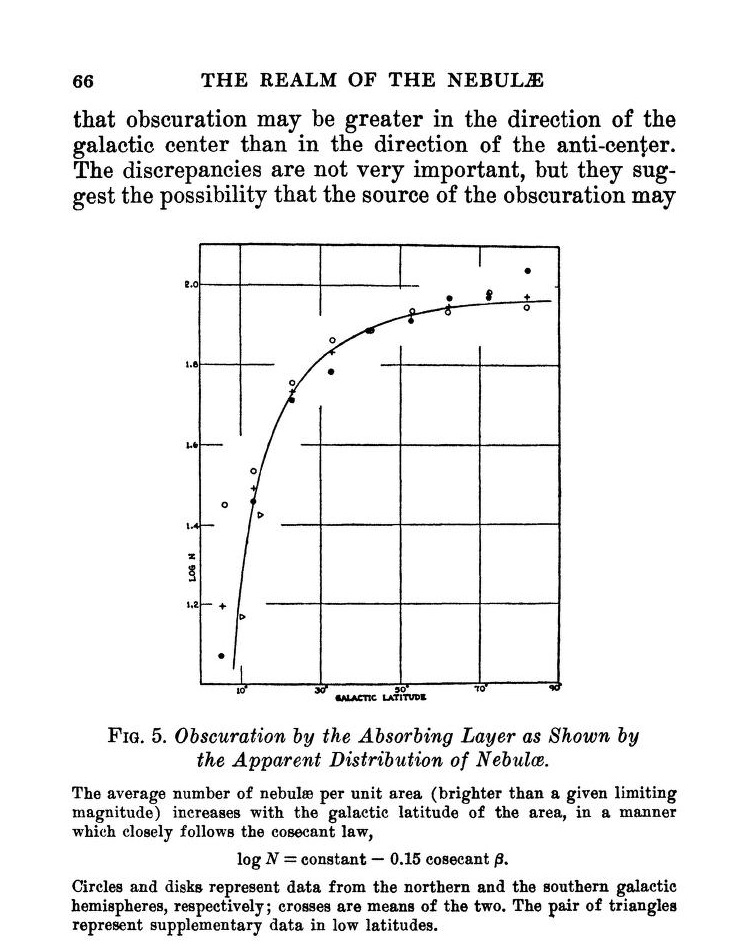 66 THE REALM OF THE NEBULÆ
that obscuration may be greater in the direction of the
galactic center than in the direction of the anti-center.
The discrepancies are not very important, but they sug-
gest the possibility that the source of the obscuration may
2.0
1.8
1.6
1.4
LOG N
1.2
10° 30° 50° 70° 90°
GALACTIC LATITUDE
FIG. 5. Obscuration by the Absorbing Layer as Shown by
the Apparent Distribution of Nebulæ.
The average number of nebulæ per unit area (brighter than a given limiting
magnitude) increases with the galactic latitude of the area, in a manner
which closely follows the cosecant law,
log N = constant − 0.15 cosecant β.
Circles and disks represent data from the northern and the southern galactic
hemispheres, respectively; crosses are means of the two. The pair of triangles
represent supplementary data in low latitudes.